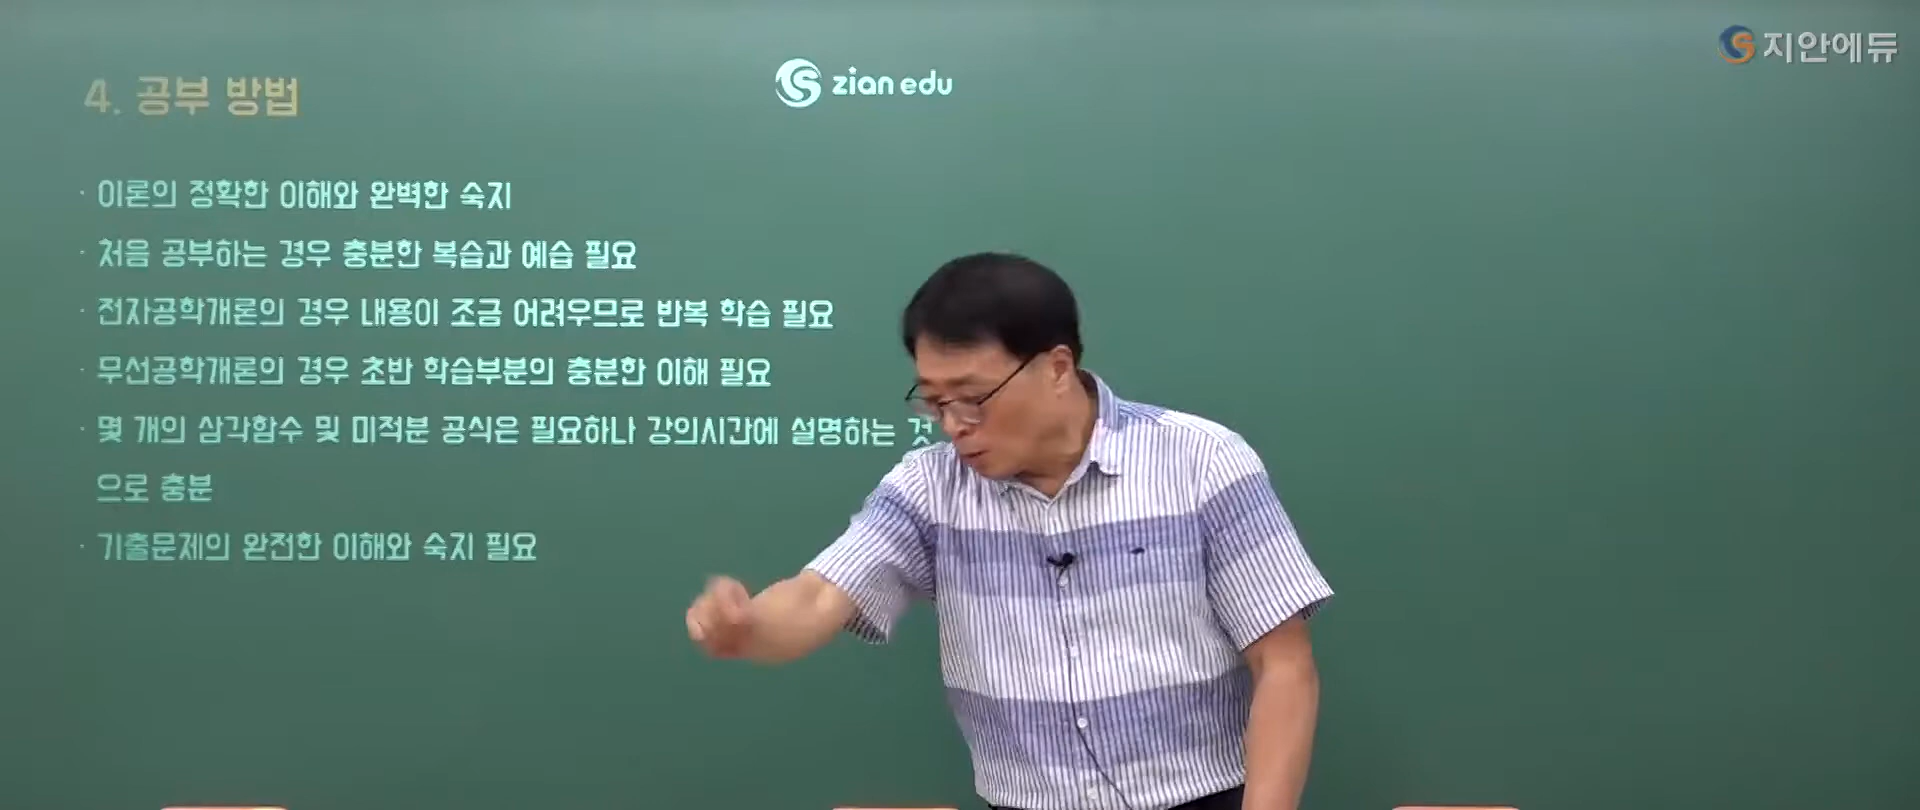 지안에듀
zian edu
4. 공부 방법
· 이론의 정확한 이해와 완벽한 숙지
· 처음 공부하는 경우 충분한 복습과 예습 필요
· 전자공학개론의 경우 내용이 조금 어려우므로 반복 학습 필요
· 무선공학개론의 경우 초반 학습부분의 충분한 이해 필요
· 몇 개의 삼각함수 및 미적분 공식은 필요하나 강의시간에 설명하는 것
으로 충분
· 기출문제의 완전한 이해와 숙지 필요